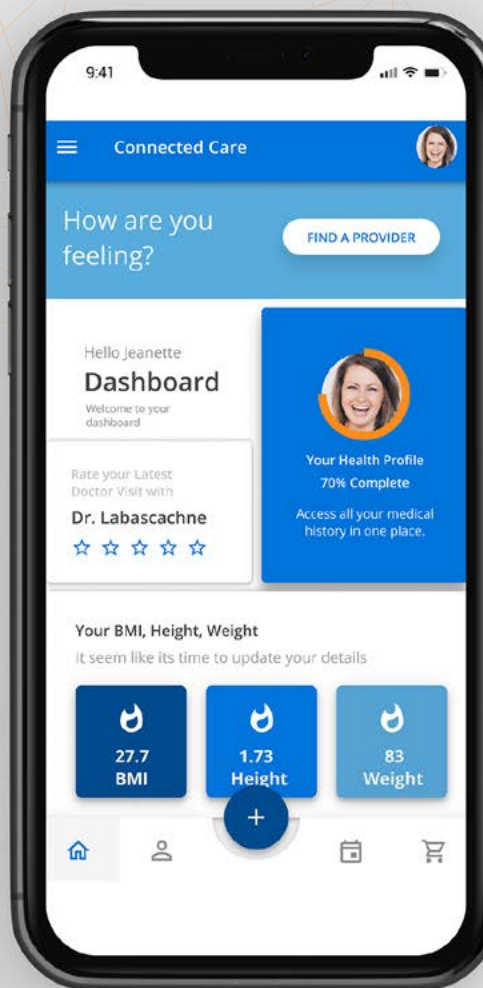 9:41
Connected Care
How are you
feeling?
FIND A PROVIDER
Hello Jeanette
Dashboard
Welcome to your
dashboard
Your Health Profile
70% Complete
Access all your medical
history in one place.
Rate your Latest
Doctor Visit with
Dr. Labascachne
Your BMI, Height, Weight
It seem like its time to update your details
27.7
BMI
1.73
Height
83
Weight
+